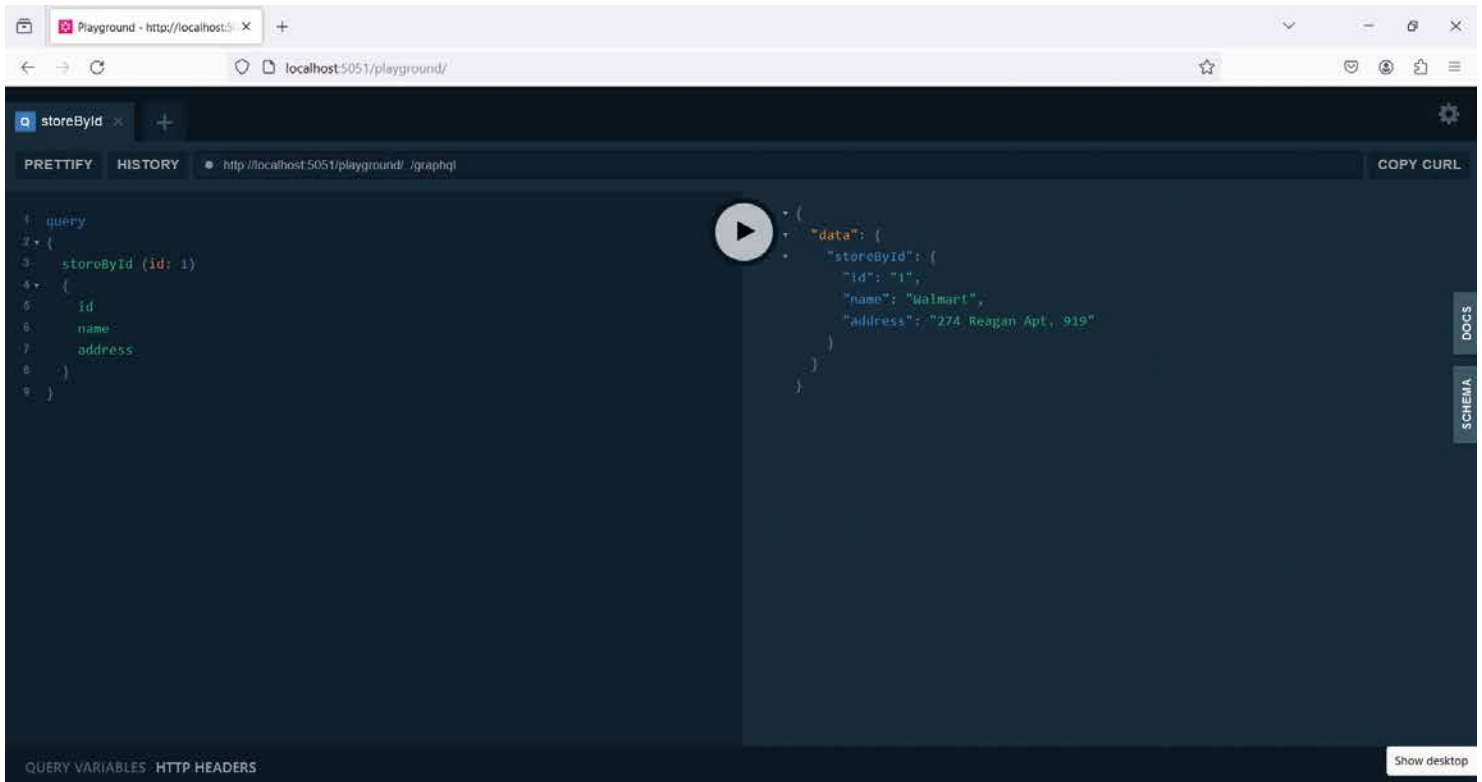 Playground - http://localhost:5
localhost:5051/playground/
Q storeById
PRETTIFY HISTORY http://localhost:5051/playground/../graphql COPY CURL
1 query
2 {
3 storeById (id: 1)
4 {
5 id
6 name
7 address
8 }
9 }
{
"data": {
"storeById": {
"id": "1",
"name": "Walmart",
"address": "274 Reagan Apt. 919"
}
}
}
DOCS
SCHEMA
QUERY VARIABLES HTTP HEADERS
Show desktop